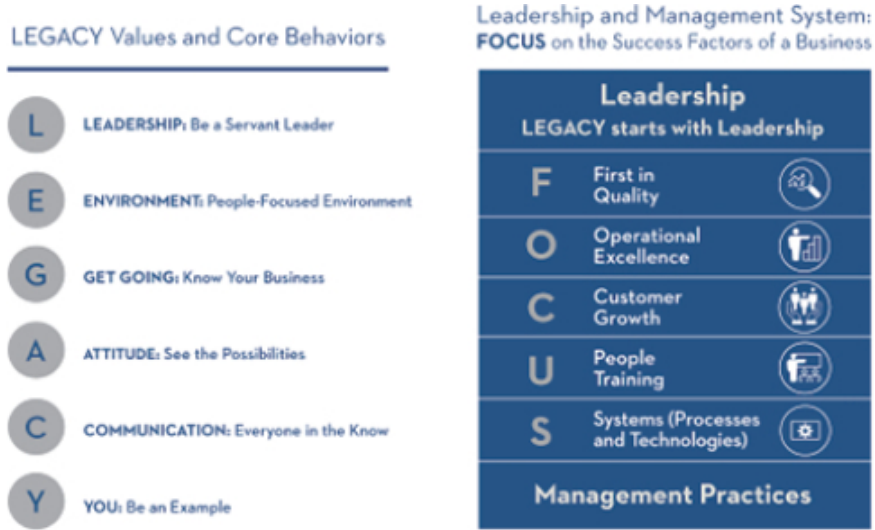 LEGACY Values and Core Behaviors
L
LEADERSHIP: Be a Servant Leader
E
ENVIRONMENT: People-Focused Environment
G
GET GOING: Know Your Business
A
ATTITUDE: See the Possibilities
C
COMMUNICATION: Everyone in the Know
Y
YOU: Be an Example
Leadership and Management System:
FOCUS on the Success Factors of a Business
Leadership
LEGACY starts with Leadership
F
First in
Quality
O
Operational
Excellence
C
Customer
Growth
U
People
Training
S
Systems (Processes
and Technologies)
Management Practices